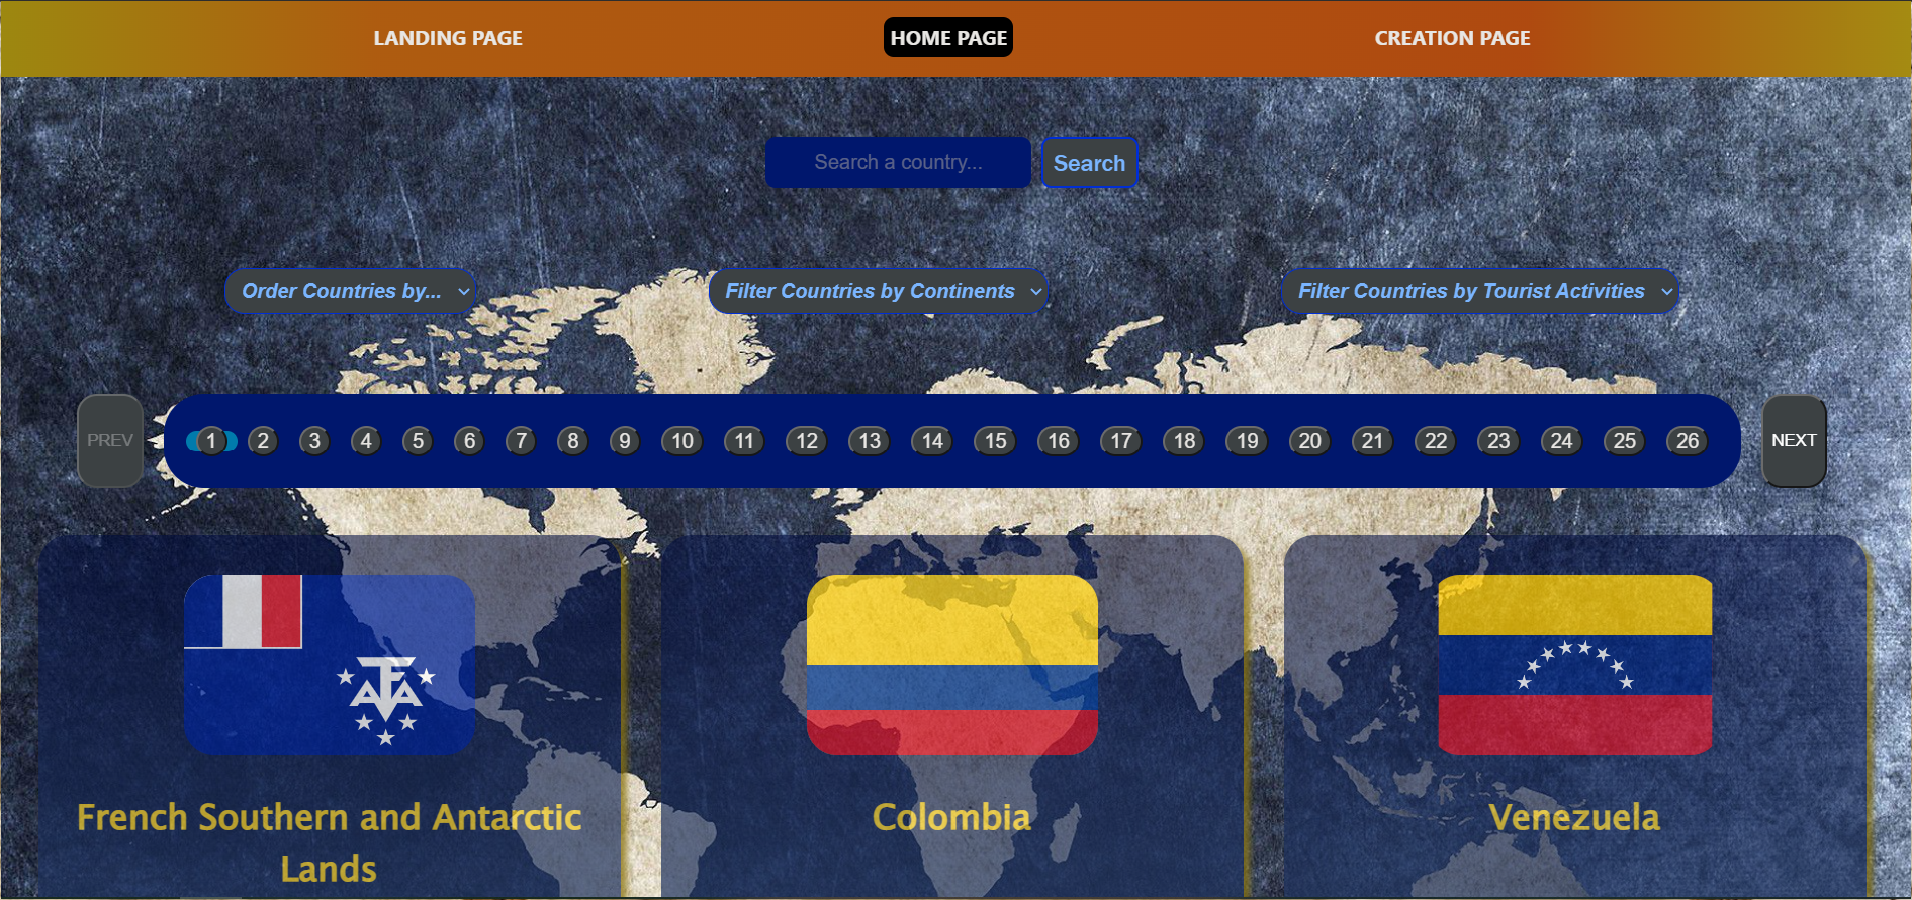 LANDING PAGE
HOME PAGE
CREATION PAGE
Search a country...
Search
Order Countries by...
Filter Countries by Continents
Filter Countries by Tourist Activities
PREV
1 2 3 4 5 6 7 8 9 10 11 12 13 14 15 16 17 18 19 20 21 22 23 24 25 26
NEXT
French Southern and Antarctic
Lands
Colombia
Venezuela